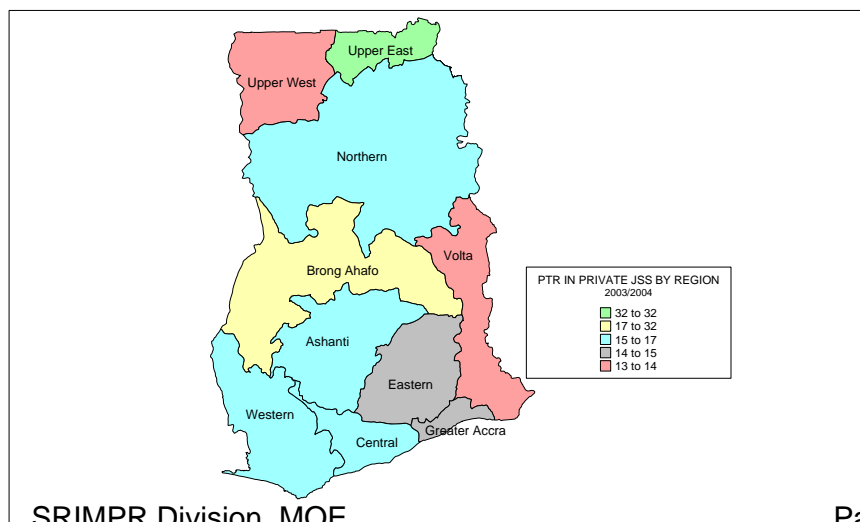 Upper East
Upper West
Northern
Volta
Brong Ahafo
PTR IN PRIVATE JSS BY REGION
2003/2004
32 to 32
17 to 32
15 to 17
14 to 15
13 to 14
Ashanti
Eastern
Western
Greater Accra
Central
SRIMPR Division, MOE
Pa